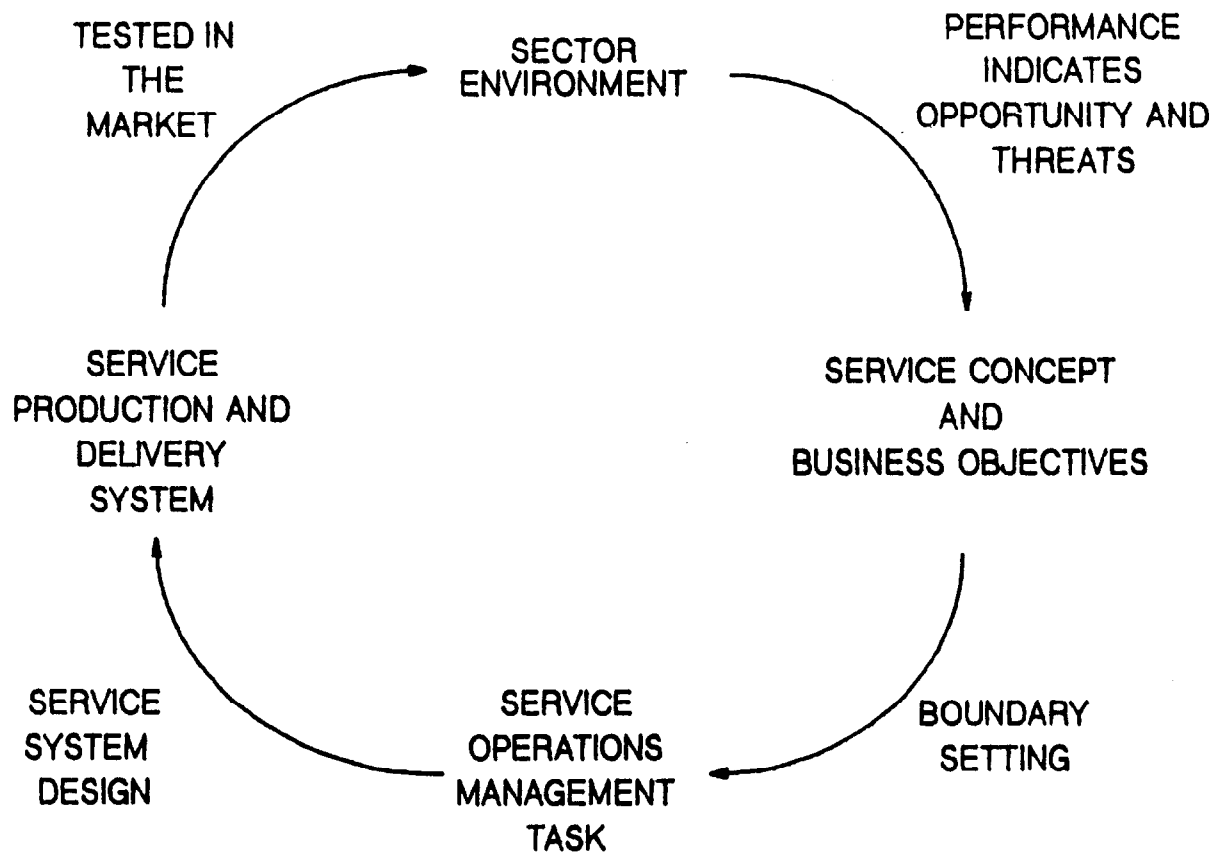 TESTED IN
THE
MARKET
SECTOR
ENVIRONMENT
PERFORMANCE
INDICATES
OPPORTUNITY AND
THREATS
SERVICE
PRODUCTION AND
DELIVERY
SYSTEM
SERVICE CONCEPT
AND
BUSINESS OBJECTIVES
SERVICE
SYSTEM
DESIGN
SERVICE
OPERATIONS
MANAGEMENT
TASK
BOUNDARY
SETTING